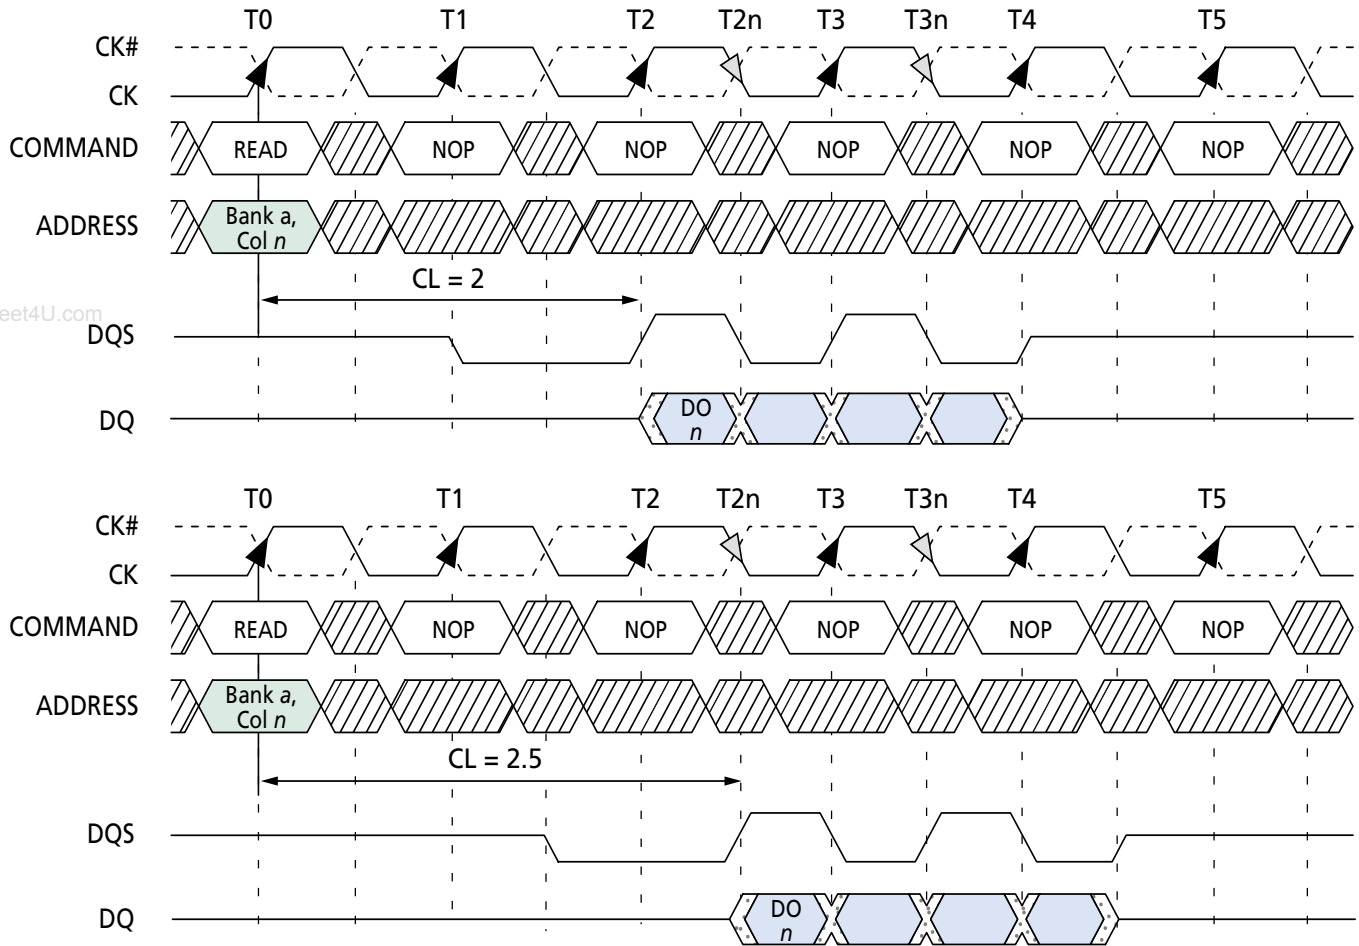 T0 T1 T2 T2n T3 T3n T4 T5
CK#
CK
COMMAND READ NOP NOP NOP NOP NOP
ADDRESS Bank a,
Col n
CL = 2
eet4U.com
DQS
DQ DO
n
T0 T1 T2 T2n T3 T3n T4 T5
CK#
CK
COMMAND READ NOP NOP NOP NOP NOP
ADDRESS Bank a,
Col n
CL = 2.5
DQS
DQ DO
n